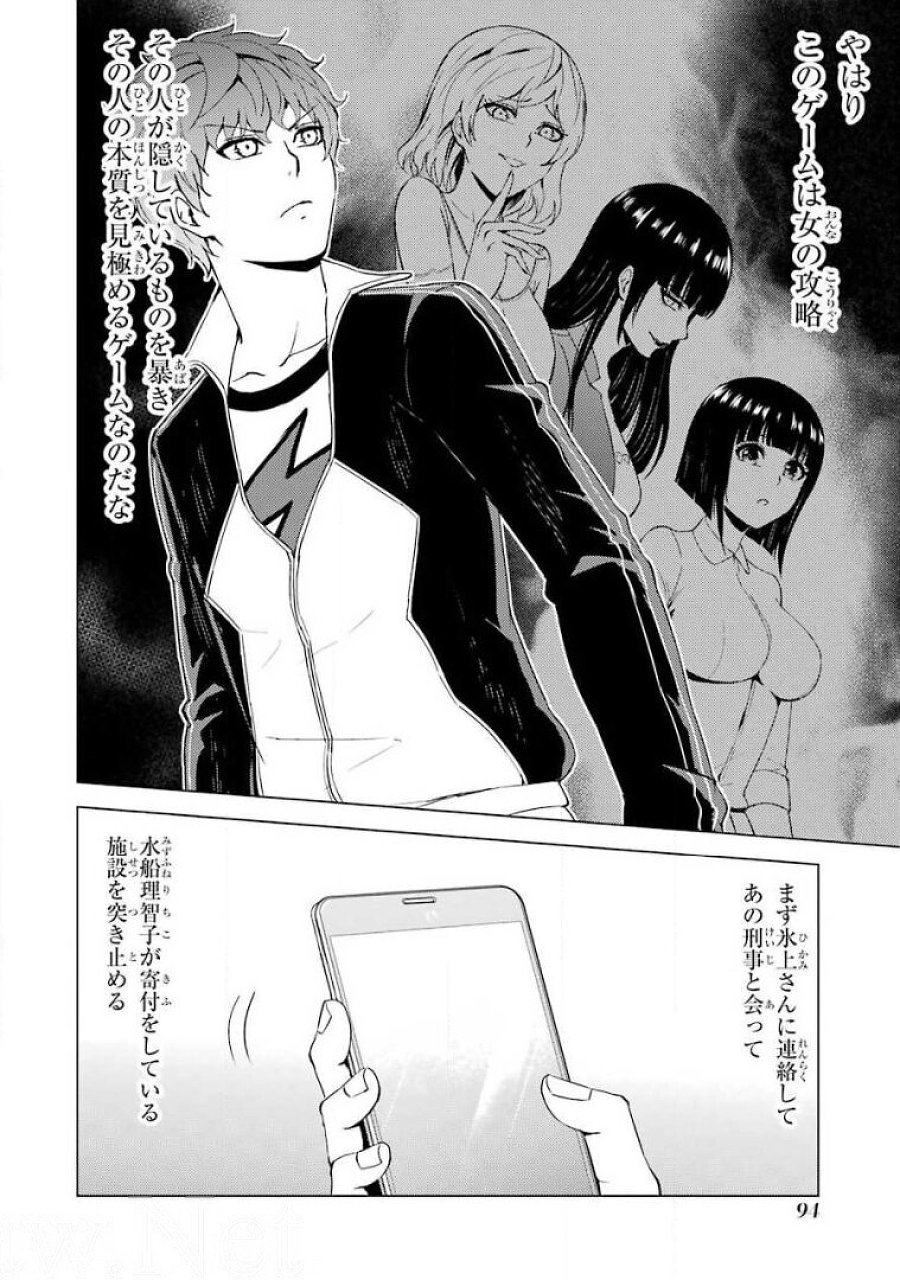 やはり
このゲームは女の攻略
その人が隠しているものを暴き
その人の本質を見極めるゲームなのだな
まず氷上さんに連絡して
あの刑事と会って
水船理智子が寄付をしている
施設を突き止める
94
rw.Net